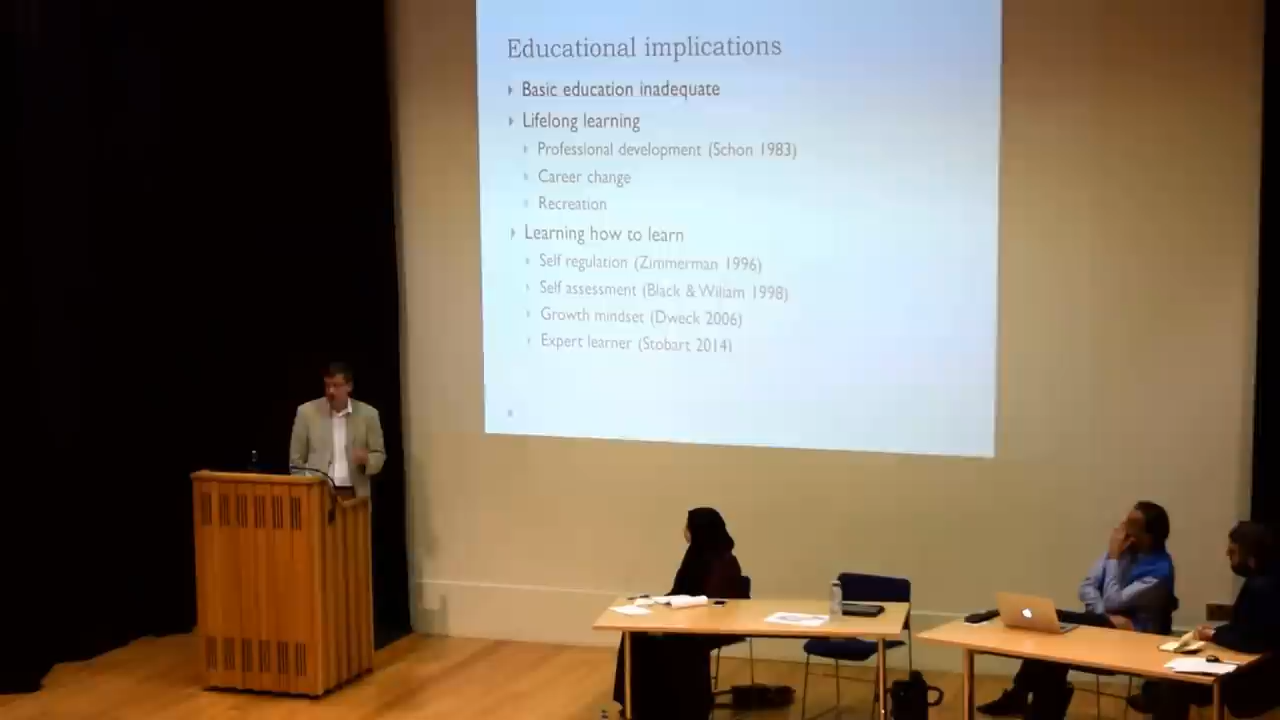 Educational implications
Basic education inadequate
Lifelong learning
Professional development (Schon 1983)
Career change
Recreation
Learning how to learn
Self regulation (Zimmerman 1996)
Self assessment (Black & Wiliam 1998)
Growth mindset (Dweck 2006)
Expert learner (Stobart 2014)